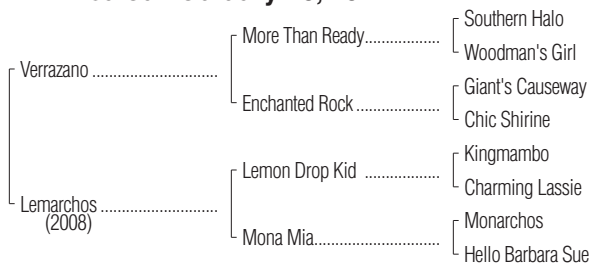 Southern Halo
More Than Ready
Woodman's Girl
Verrazano
Giant's Causeway
Enchanted Rock
Chic Shirine
Kingmambo
Lemon Drop Kid
Charming Lassie
Lemarchos
(2008)
Monarchos
Mona Mia
Hello Barbara Sue